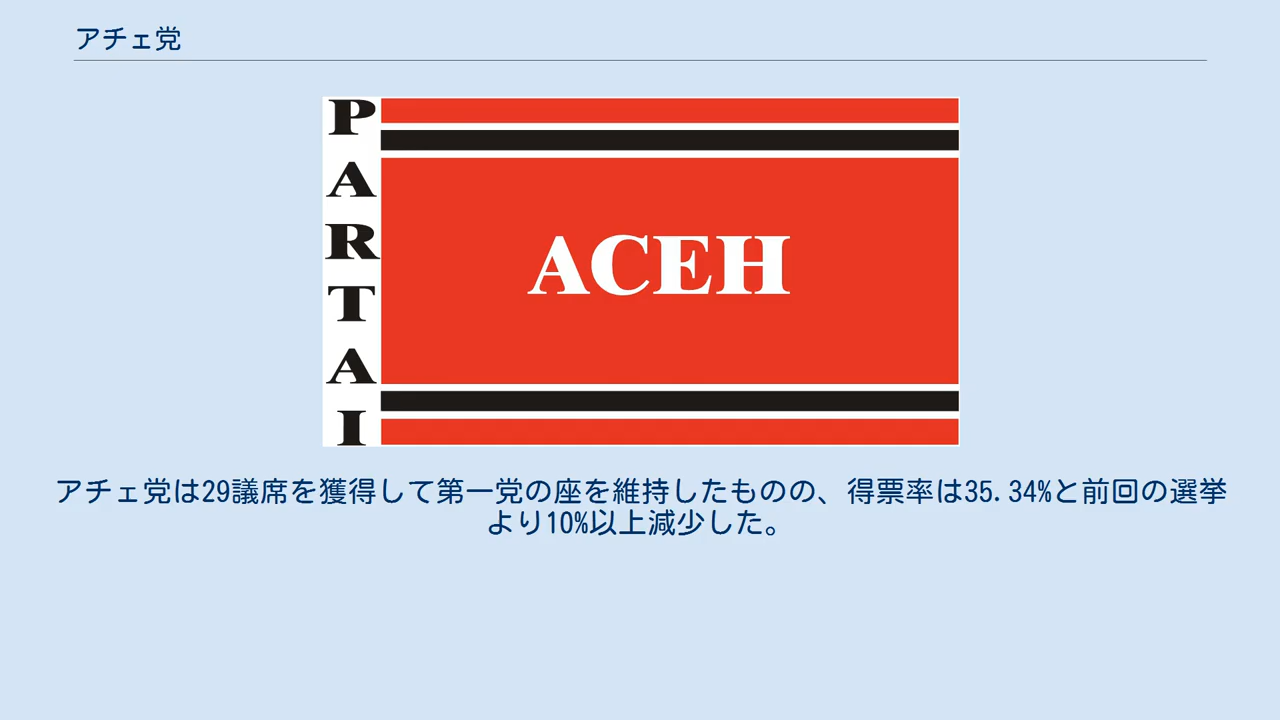 アチェ党
PARTAI
ACEH
アチェ党は29議席を獲得して第一党の座を維持したものの、得票率は35.34%と前回の選挙
より10%以上減少した。